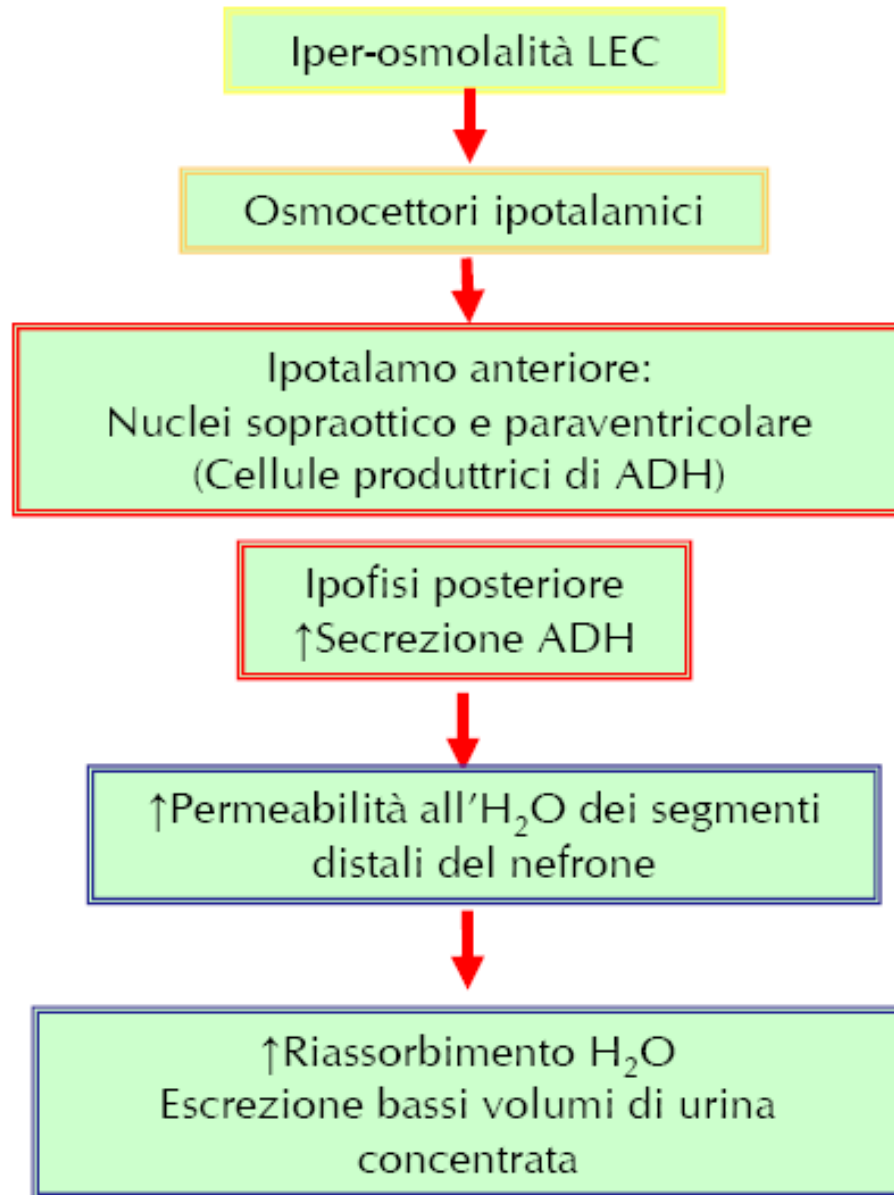 Iper-osmolalità LEC
Osmocettori ipotalamici
Ipotalamo anteriore:
Nuclei sopraottico e paraventricolare
(Cellule produttrici di ADH)
Ipofisi posteriore
↑Secrezione ADH
↑Permeabilità all'H₂O dei segmenti
distali del nefrone
↑Riassorbimento H₂O
Escrezione bassi volumi di urina
concentrata